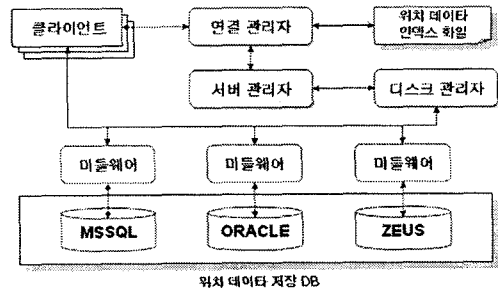 클라이언트
연결 관리자
위치 데이타
인덱스 화일
서버 관리자
디스크 관리자
미들웨어
미들웨어
미들웨어
MSSQL
ORACLE
ZEUS
위치 데이타 저장 DB